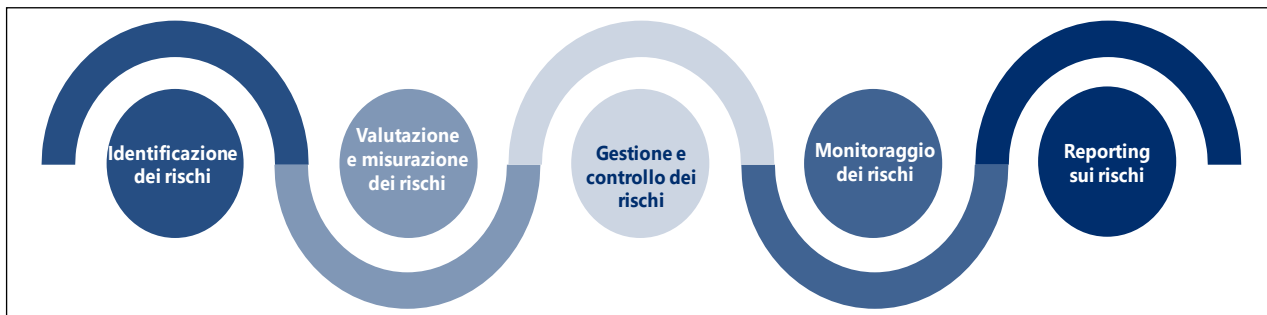 Identificazione
dei rischi
Valutazione
e misurazione
dei rischi
Gestione e
controllo dei
rischi
Monitoraggio
dei rischi
Reporting
sui rischi